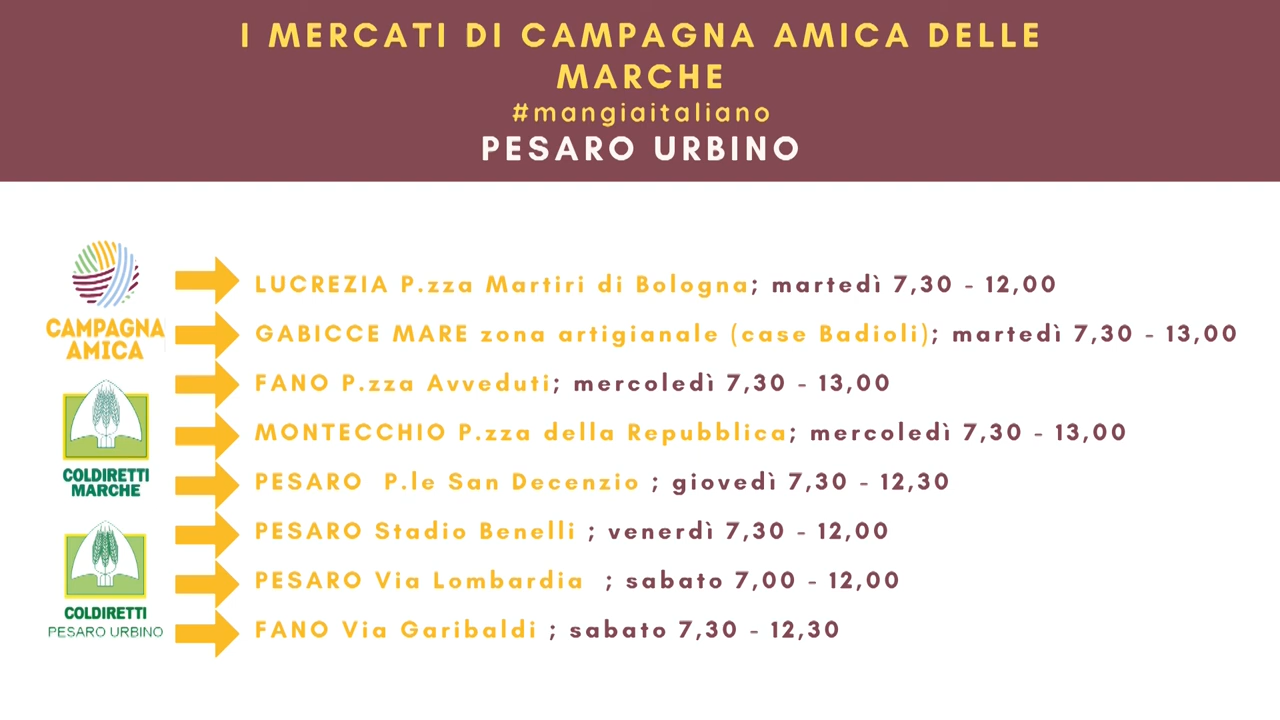 I MERCATI DI CAMPAGNA AMICA DELLE
MARCHE
#mangiaitaliano
PESARO URBINO
LUCREZIA P.zza Martiri di Bologna; martedì 7,30 - 12,00
GABICCE MARE zona artigianale (case Badioli); martedì 7,30 - 13,00
FANO P.zza Avveduti; mercoledì 7,30 - 13,00
MONTECCHIO P.zza della Repubblica; mercoledì 7,30 - 13,00
PESARO P.le San Decenzio ; giovedì 7,30 - 12,30
PESARO Stadio Benelli ; venerdì 7,30 - 12,00
PESARO Via Lombardia ; sabato 7,00 - 12,00
FANO Via Garibaldi ; sabato 7,30 - 12,30
CAMPAGNA
AMICA
COLDIRETTI
MARCHE
COLDIRETTI
PESARO URBINO